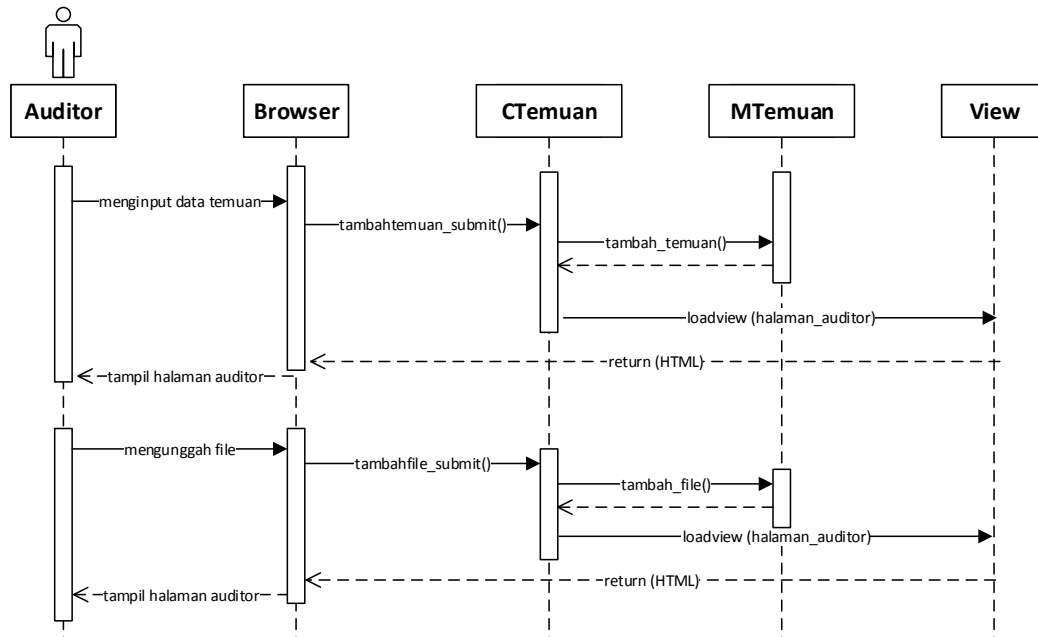 Auditor
Browser
CTemuan
MTemuan
View
menginput data temuan
tambahtemuan_submit()
tambah_temuan()
loadview (halaman_auditor)
return (HTML)
tampil halaman auditor
mengunggah file
tambahfile_submit()
tambah_file()
loadview (halaman_auditor)
return (HTML)
tampil halaman auditor